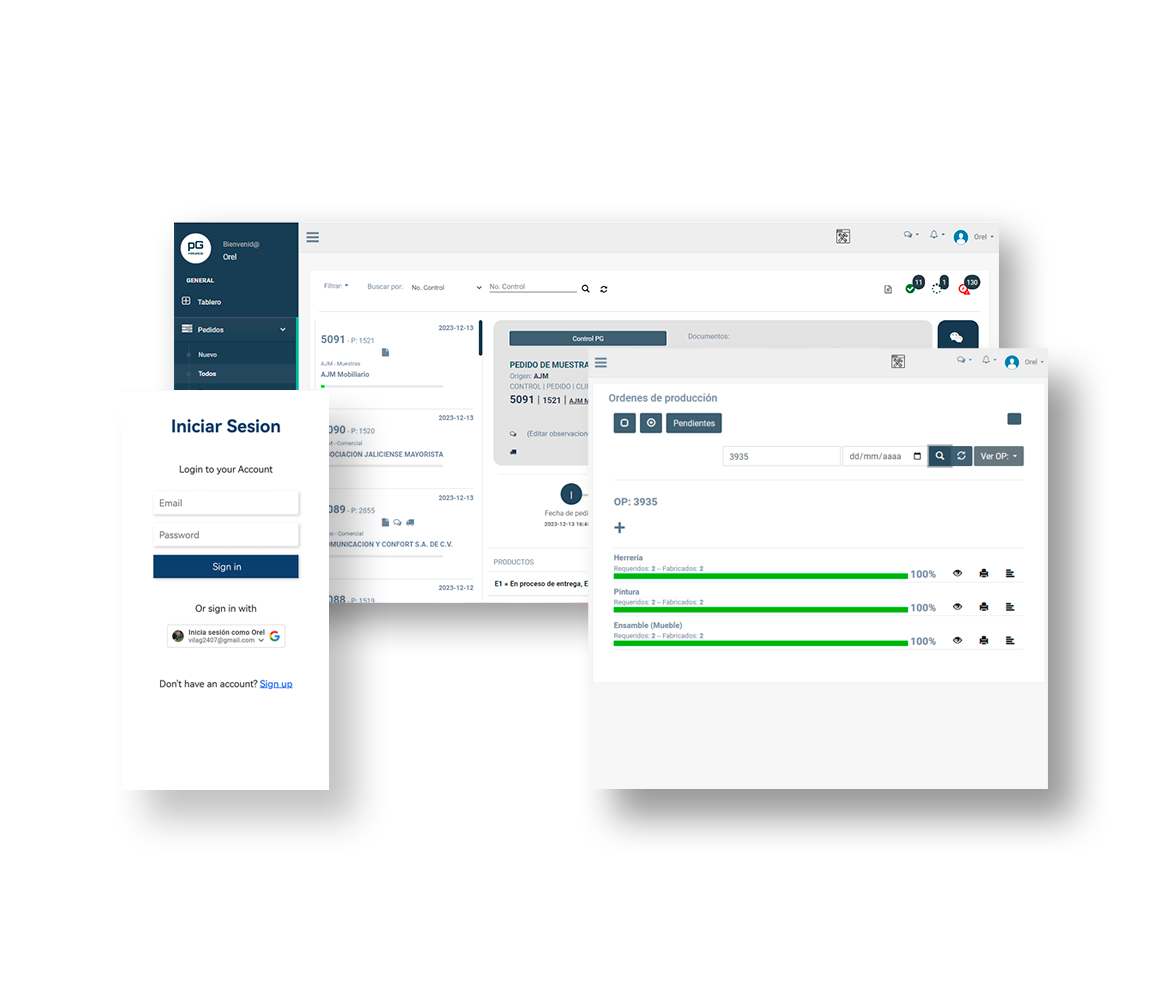 pG
Bienvenid@
Orel
GENERAL
Tablero
Pedidos
Nuevo
Todos
Orel
Filtrar:
Buscar por:
No. Control
No. Control
11
1
130
2023-12-13
5091 - P: 1521
AJM - Muestras
AJM Mobiliario
2023-12-13
090 - P: 1520
M - Comercial
SOCIACION JALICIENSE MAYORISTA
2023-12-13
089 - P: 2855
- Comercial
OMUNICACION Y CONFORT S.A. DE C.V.
2023-12-12
088 - P: 1519
Control PG
Documentos:
PEDIDO DE MUESTRA
Origen: AJM
CONTROL | PEDIDO | CLIE
5091 | 1521 | AJM M
(Editar observacione
Fecha de pedi
2023-12-13 16:4
PRODUCTOS
E1 = En proceso de entrega, E
Iniciar Sesion
Login to your Account
Email
Password
Sign in
Or sign in with
Inicia sesión como Orel
vilag2407@gmail.com
Don't have an account? Sign up
Orel
Ordenes de producción
Pendientes
3935
dd/mm/aaaa
Ver OP:
OP: 3935
Herrería
Requeridos: 2 – Fabricados: 2
100%
Pintura
Requeridos: 2 – Fabricados: 2
100%
Ensamble (Mueble)
Requeridos: 2 – Fabricados: 2
100%